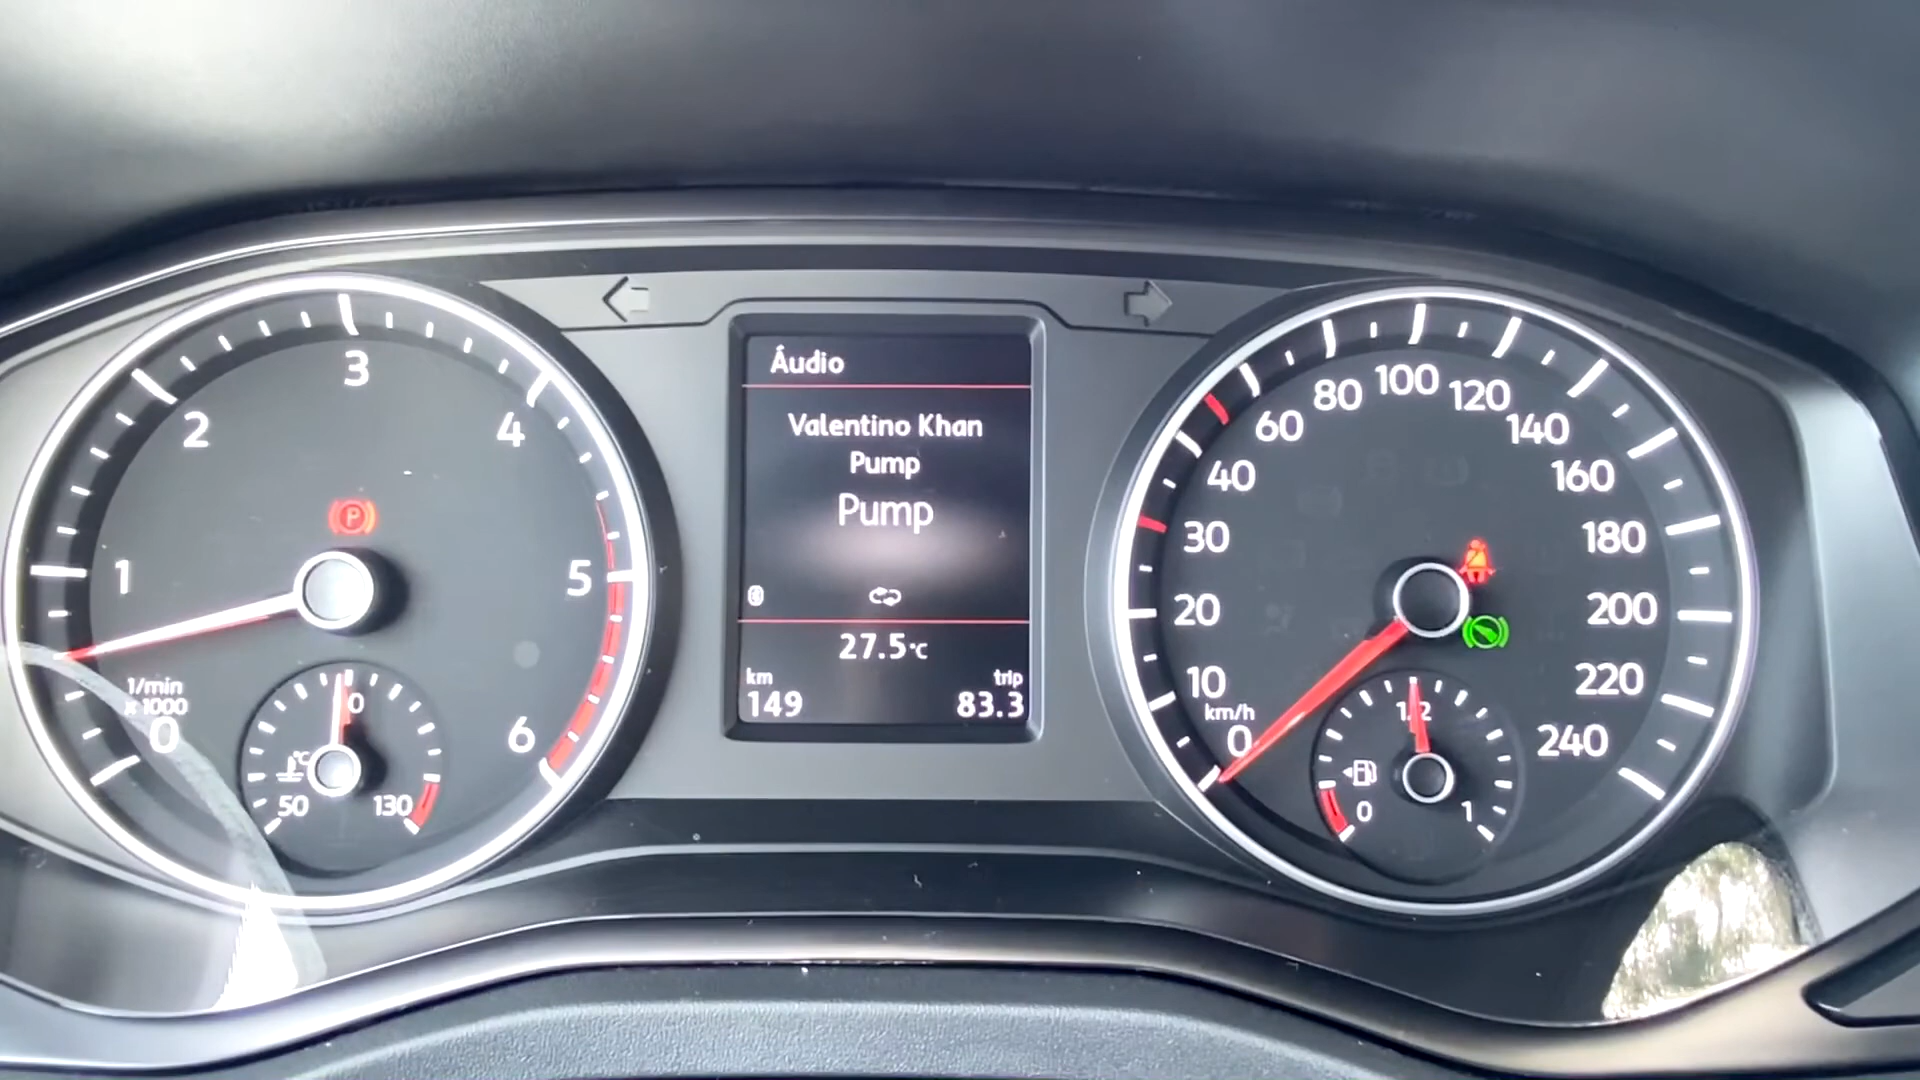 1
2
3
4
5
6
0
1/min
x 1000
P
50
130
°C
Áudio
Valentino Khan
Pump
Pump
27.5°C
km
trip
149
83.3
0
10
20
30
40
60
80
100
120
140
160
180
200
220
240
km/h
0
1/2
1